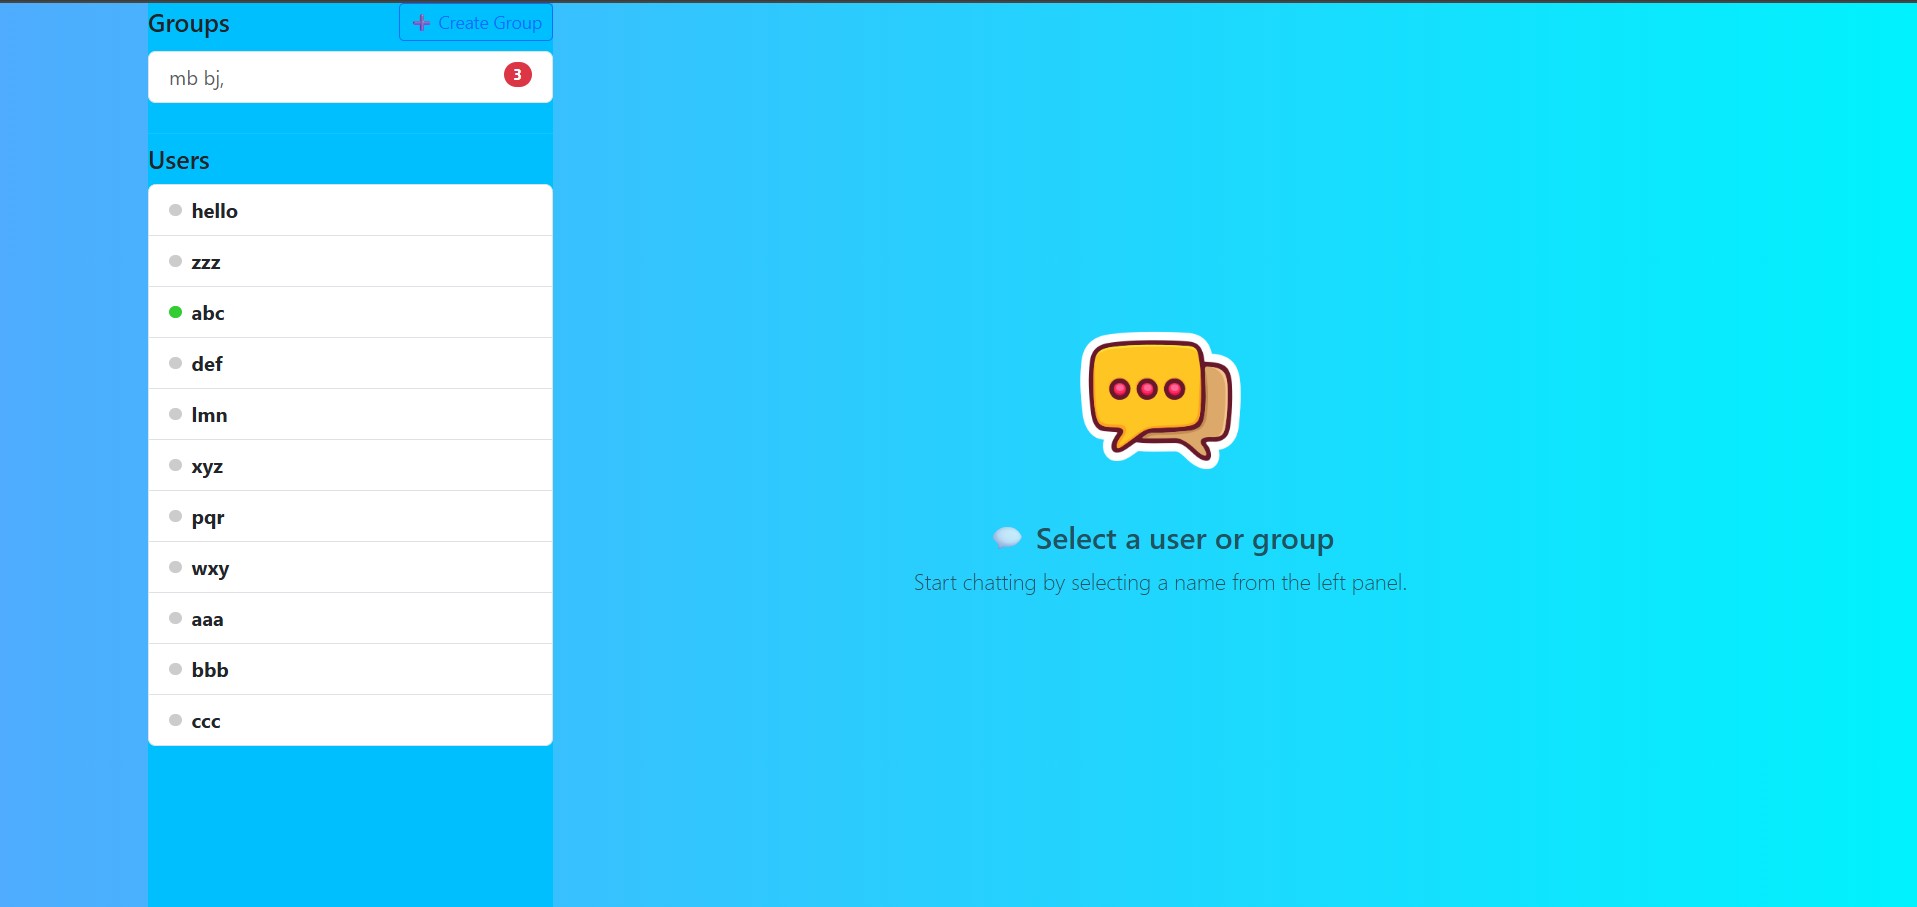 Groups
➕ Create Group
mb bj,
3
Users
hello
zzz
abc
def
lmn
xyz
pqr
wxy
aaa
bbb
ccc
💬 Select a user or group
Start chatting by selecting a name from the left panel.